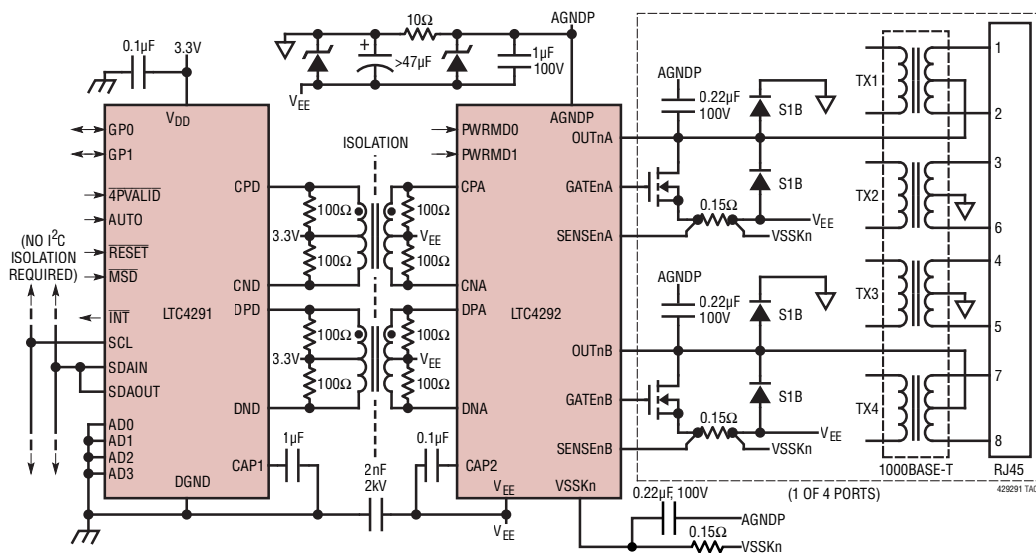 0.1µF
3.3V
10Ω
AGNDP
+
>47µF
1µF
100V
VEE
VDD
GP0
GP1
4PVALID
AUTO
RESET
MSD
INT
SCL
SDAIN
SDAOUT
AD0
AD1
AD2
AD3
(NO I²C
ISOLATION
REQUIRED)
LTC4291
CPD
CND
DPD
DND
CAP1
DGND
ISOLATION
100Ω
100Ω
3.3V
100Ω
100Ω
VEE
100Ω
100Ω
3.3V
100Ω
100Ω
VEE
1µF
2nF
2kV
0.1µF
PWRMD0
PWRMD1
CPA
CNA
DPA
DNA
CAP2
VEE
VEE
LTC4292
AGNDP
OUTnA
GATEnA
SENSEnA
OUTnB
GATEnB
SENSEnB
VSSKn
AGNDP
0.22µF
100V
S1B
S1B
0.15Ω
VEE
VSSKn
AGNDP
0.22µF
100V
S1B
S1B
0.15Ω
VEE
VSSKn
0.22µF, 100V
AGNDP
0.15Ω
VSSKn
(1 OF 4 PORTS)
TX1
TX2
TX3
TX4
1000BASE-T
1
2
3
6
4
5
7
8
RJ45